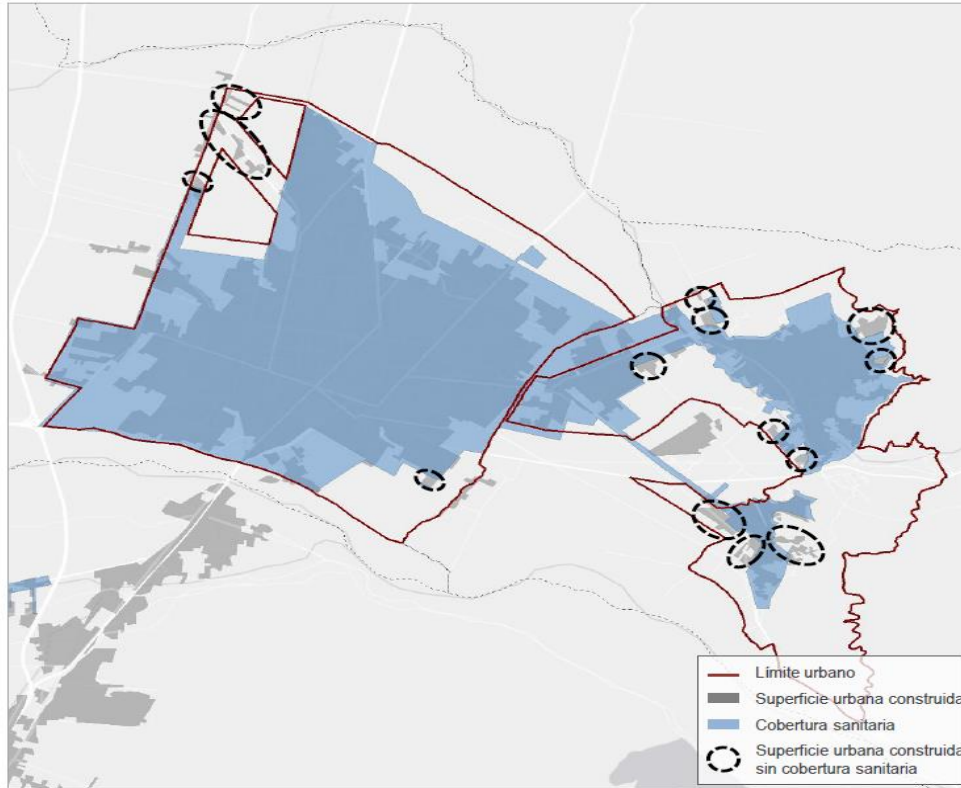 Límite urbano
Superficie urbana construida
Cobertura sanitaria
Superficie urbana construida
sin cobertura sanitaria